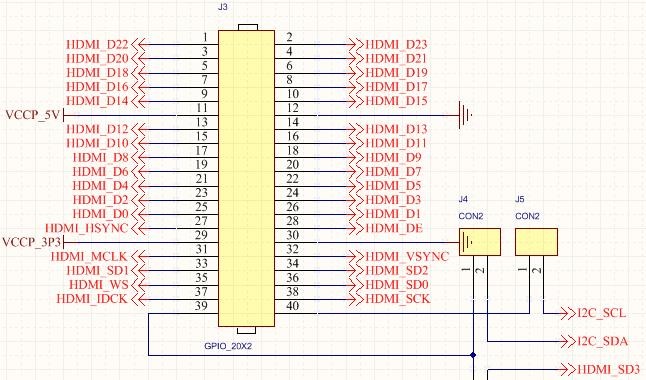 J3
1 2
HDMI_D22 3 HDMI_D23
HDMI_D20 4 HDMI_D21
5
HDMI_D18 6 HDMI_D19
7
HDMI_D16 8 HDMI_D17
9
HDMI_D14 10 HDMI_D15
VCCP_5V 11 12
13 14
HDMI_D12 HDMI_D13
15 16
HDMI_D10 HDMI_D11
17 18
HDMI_D8 HDMI_D9
19 20
HDMI_D6 HDMI_D7
21 22
HDMI_D4 HDMI_D5
23 24
HDMI_D2 HDMI_D3
25 26
HDMI_D0 HDMI_D1
27 28
HDMI_HSYNC HDMI_DE
J4 J5
CON2 CON2
VCCP_3P3 29 30
31 32
HDMI_MCLK HDMI_VSYNC
33 34
HDMI_SD1 HDMI_SD2
35 36
HDMI_WS HDMI_SD0
37 38
HDMI_IDCK HDMI_SCK
39 40
1 2 1 2
I2C_SCL
I2C_SDA
GPIO_20X2
HDMI_SD3